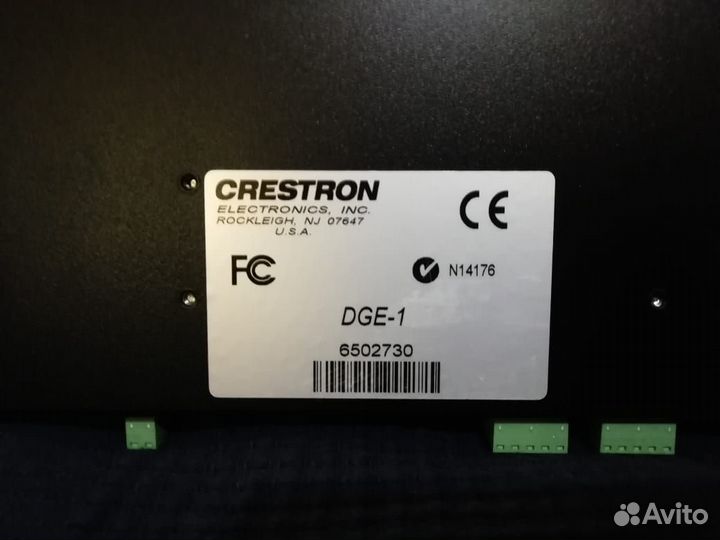 CRESTRON
ELECTRONICS, INC.
ROCKLEIGH, NJ 07647
U.S.A.
CE
FC
N14176
DGE-1
6502730
Avito